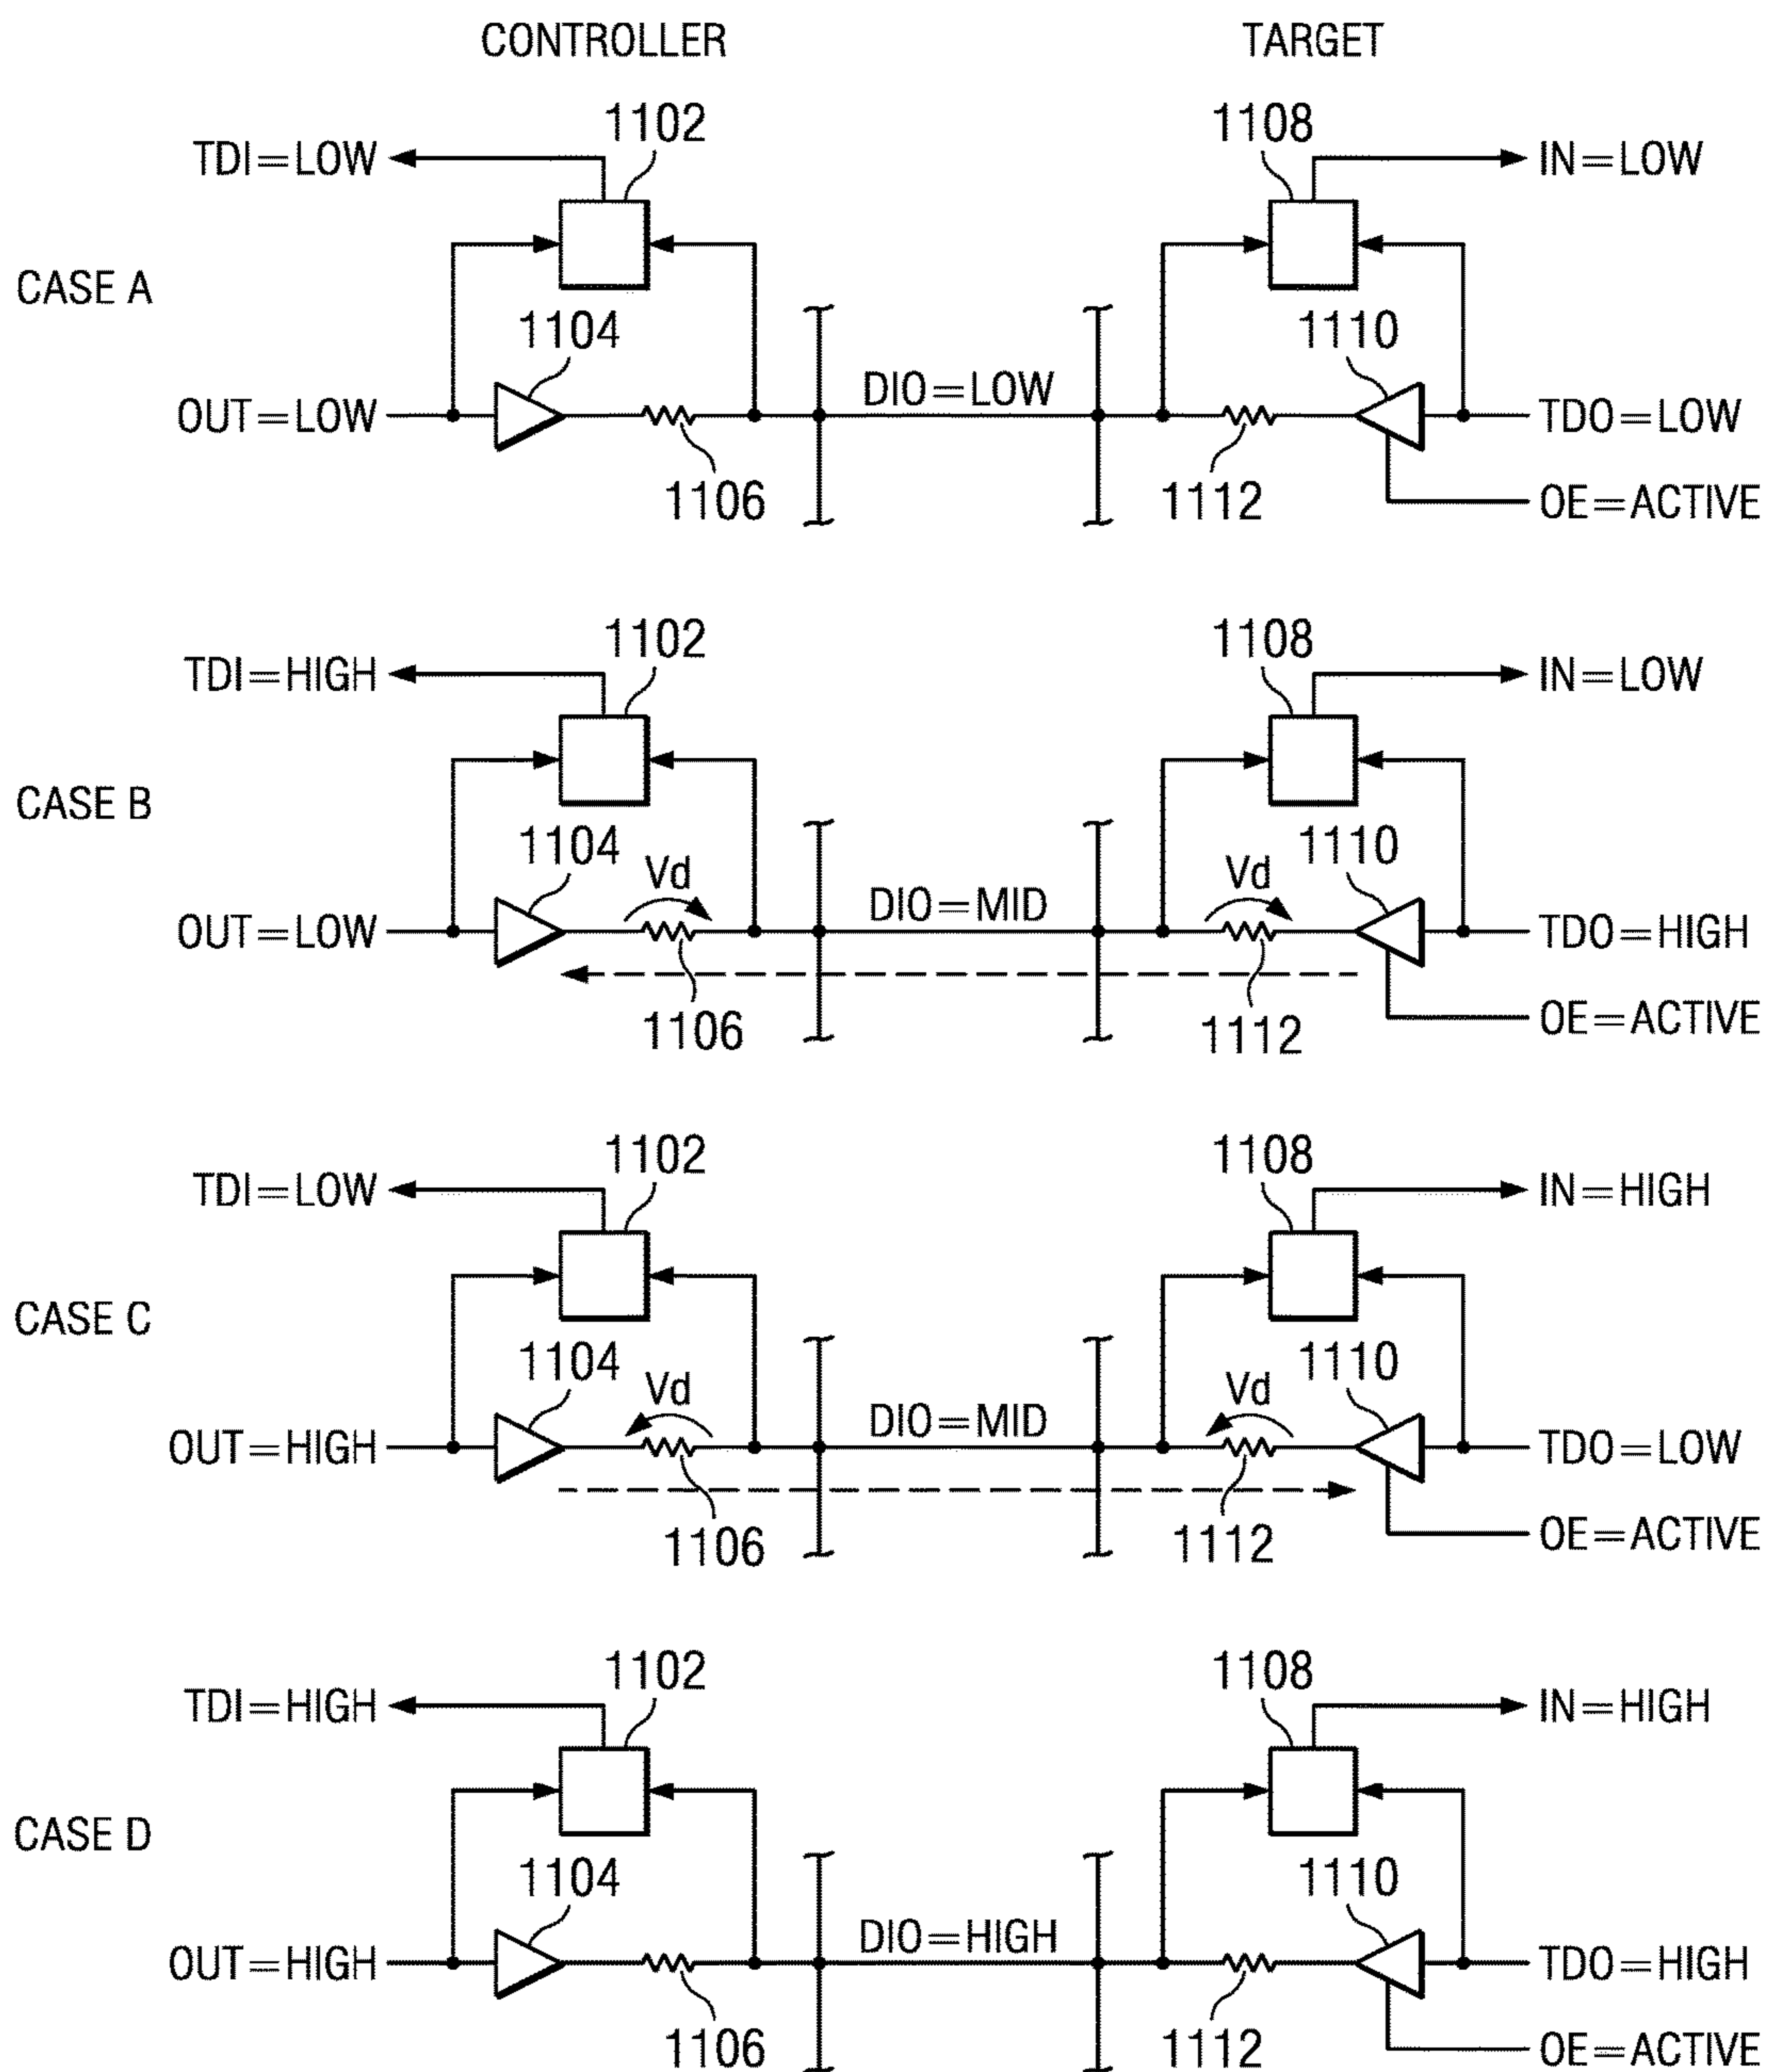 CONTROLLER TARGET
1102 1108
TDI=LOW IN=LOW
CASE A
1104 1110
OUT=LOW DIO=LOW TDO=LOW
1106 1112 OE=ACTIVE
1102 1108
TDI=HIGH IN=LOW
CASE B
1104 1110
Vd Vd
OUT=LOW DIO=MID TDO=HIGH
1106 1112 OE=ACTIVE
1102 1108
TDI=LOW IN=HIGH
CASE C
1104 1110
Vd Vd
OUT=HIGH DIO=MID TDO=LOW
1106 1112 OE=ACTIVE
1102 1108
TDI=HIGH IN=HIGH
CASE D
1104 1110
OUT=HIGH DIO=HIGH TDO=HIGH
1106 1112 OE=ACTIVE